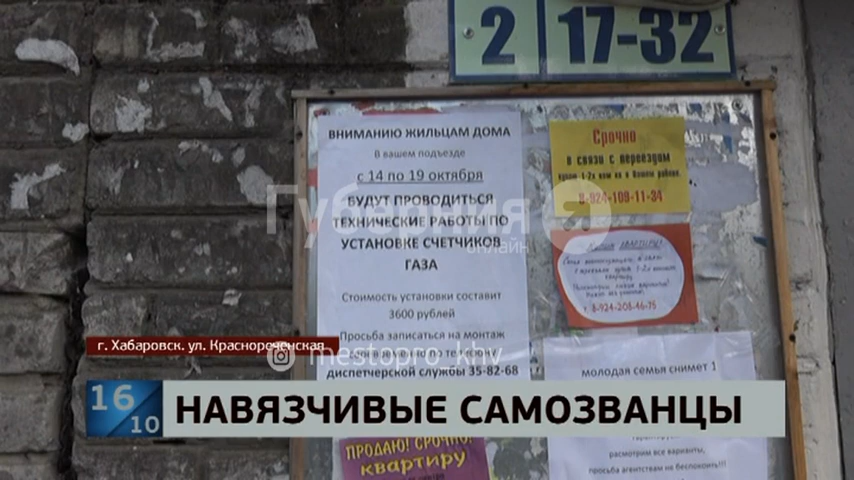 2 17-32
ВНИМАНИЮ ЖИЛЬЦАМ ДОМА
В вашем подъезде
с 14 по 19 октября
БУДУТ ПРОВОДИТЬСЯ
ТЕХНИЧЕСКИЕ РАБОТЫ ПО
УСТАНОВКЕ СЧЕТЧИКОВ
ГАЗА
Стоимость установки составит
3600 рублей
Просьба записаться на монтаж
диспетчерской службы 35-82-68
Срочно
в связи с переездом
8-924-109-11-34
8-924-208-46-75
молодая семья снимет 1
рассмотрим все варианты,
просьба агентствам не беспокоить!!!
ПРОДАЮ! СРОЧНО!
квартиру
Губерния
онлайн
г. Хабаровск. ул. Краснореченская
mestopro_khv
16
10
НАВЯЗЧИВЫЕ САМОЗВАНЦЫ